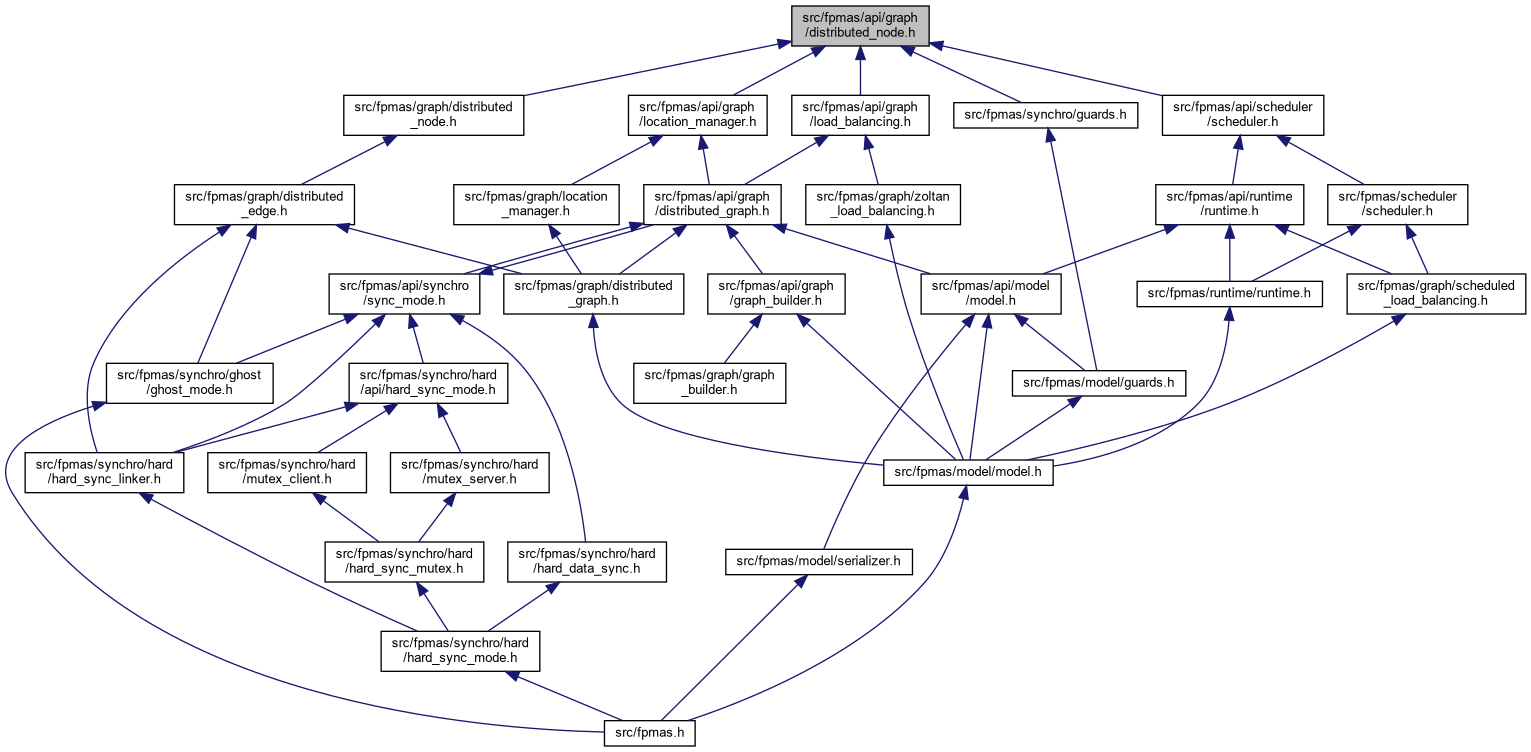 src/fpmas/api/graph
/distributed_node.h
src/fpmas/graph/distributed
_node.h
src/fpmas/api/graph
/location_manager.h
src/fpmas/api/graph
/load_balancing.h
src/fpmas/synchro/guards.h
src/fpmas/api/scheduler
/scheduler.h
src/fpmas/graph/distributed
_edge.h
src/fpmas/graph/location
_manager.h
src/fpmas/api/graph
/distributed_graph.h
src/fpmas/graph/zoltan
_load_balancing.h
src/fpmas/api/runtime
/runtime.h
src/fpmas/scheduler
/scheduler.h
src/fpmas/api/synchro
/sync_mode.h
src/fpmas/graph/distributed
_graph.h
src/fpmas/api/graph
/graph_builder.h
src/fpmas/api/model
/model.h
src/fpmas/runtime/runtime.h
src/fpmas/graph/scheduled
_load_balancing.h
src/fpmas/synchro/ghost
/ghost_mode.h
src/fpmas/synchro/hard
/api/hard_sync_mode.h
src/fpmas/graph/graph
_builder.h
src/fpmas/model/guards.h
src/fpmas/synchro/hard
/hard_sync_linker.h
src/fpmas/synchro/hard
/mutex_client.h
src/fpmas/synchro/hard
/mutex_server.h
src/fpmas/model/model.h
src/fpmas/synchro/hard
/hard_sync_mutex.h
src/fpmas/synchro/hard
/hard_data_sync.h
src/fpmas/model/serializer.h
src/fpmas/synchro/hard
/hard_sync_mode.h
src/fpmas.h